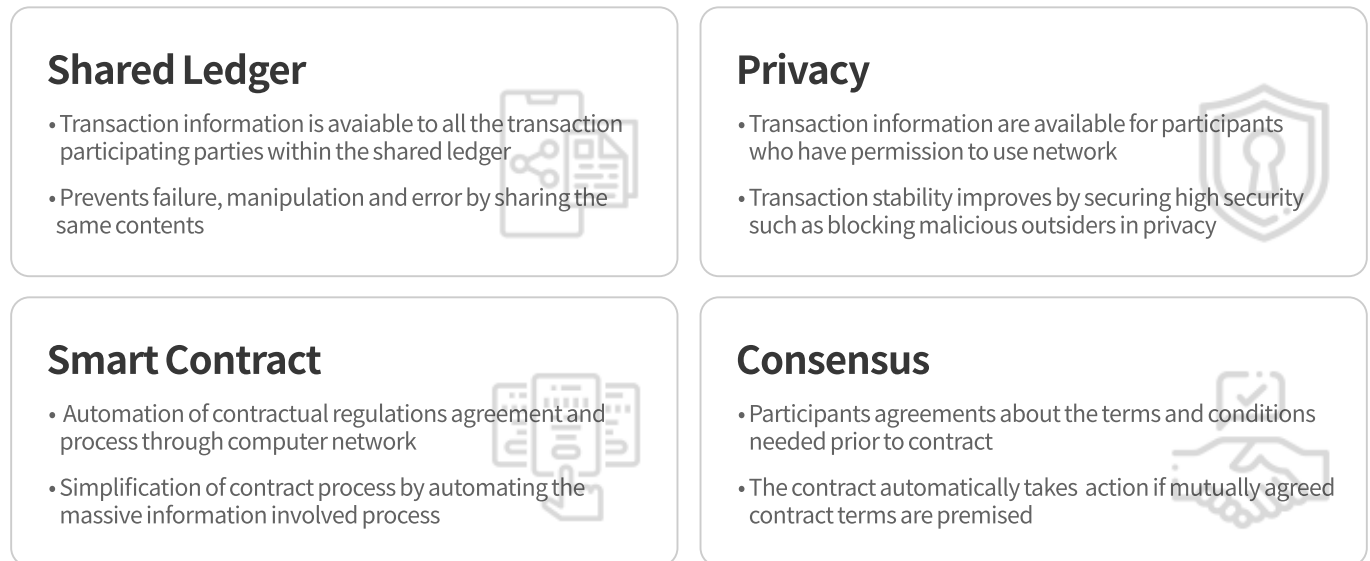 Shared Ledger
• Transaction information is avaiable to all the transaction
participating parties within the shared ledger
• Prevents failure, manipulation and error by sharing the
same contents
Privacy
• Transaction information are available for participants
who have permission to use network
• Transaction stability improves by securing high security
such as blocking malicious outsiders in privacy
Smart Contract
• Automation of contractual regulations agreement and
process through computer network
• Simplification of contract process by automating the
massive information involved process
Consensus
• Participants agreements about the terms and conditions
needed prior to contract
• The contract automatically takes action if mutually agreed
contract terms are premised